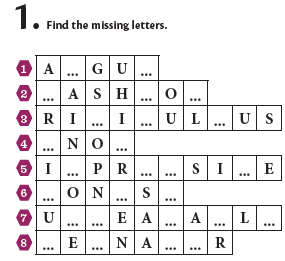 1. Find the missing letters.
1 A ... G U ...
2 ... A S H ... O ...
3 R I ... I ... U L ... U S
4 ... N O ...
5 I ... P R ... ... S I ... E
6 ... O N ... S ...
7 U ... ... E A ... A ... L ...
8 ... E ... N A ... ... R